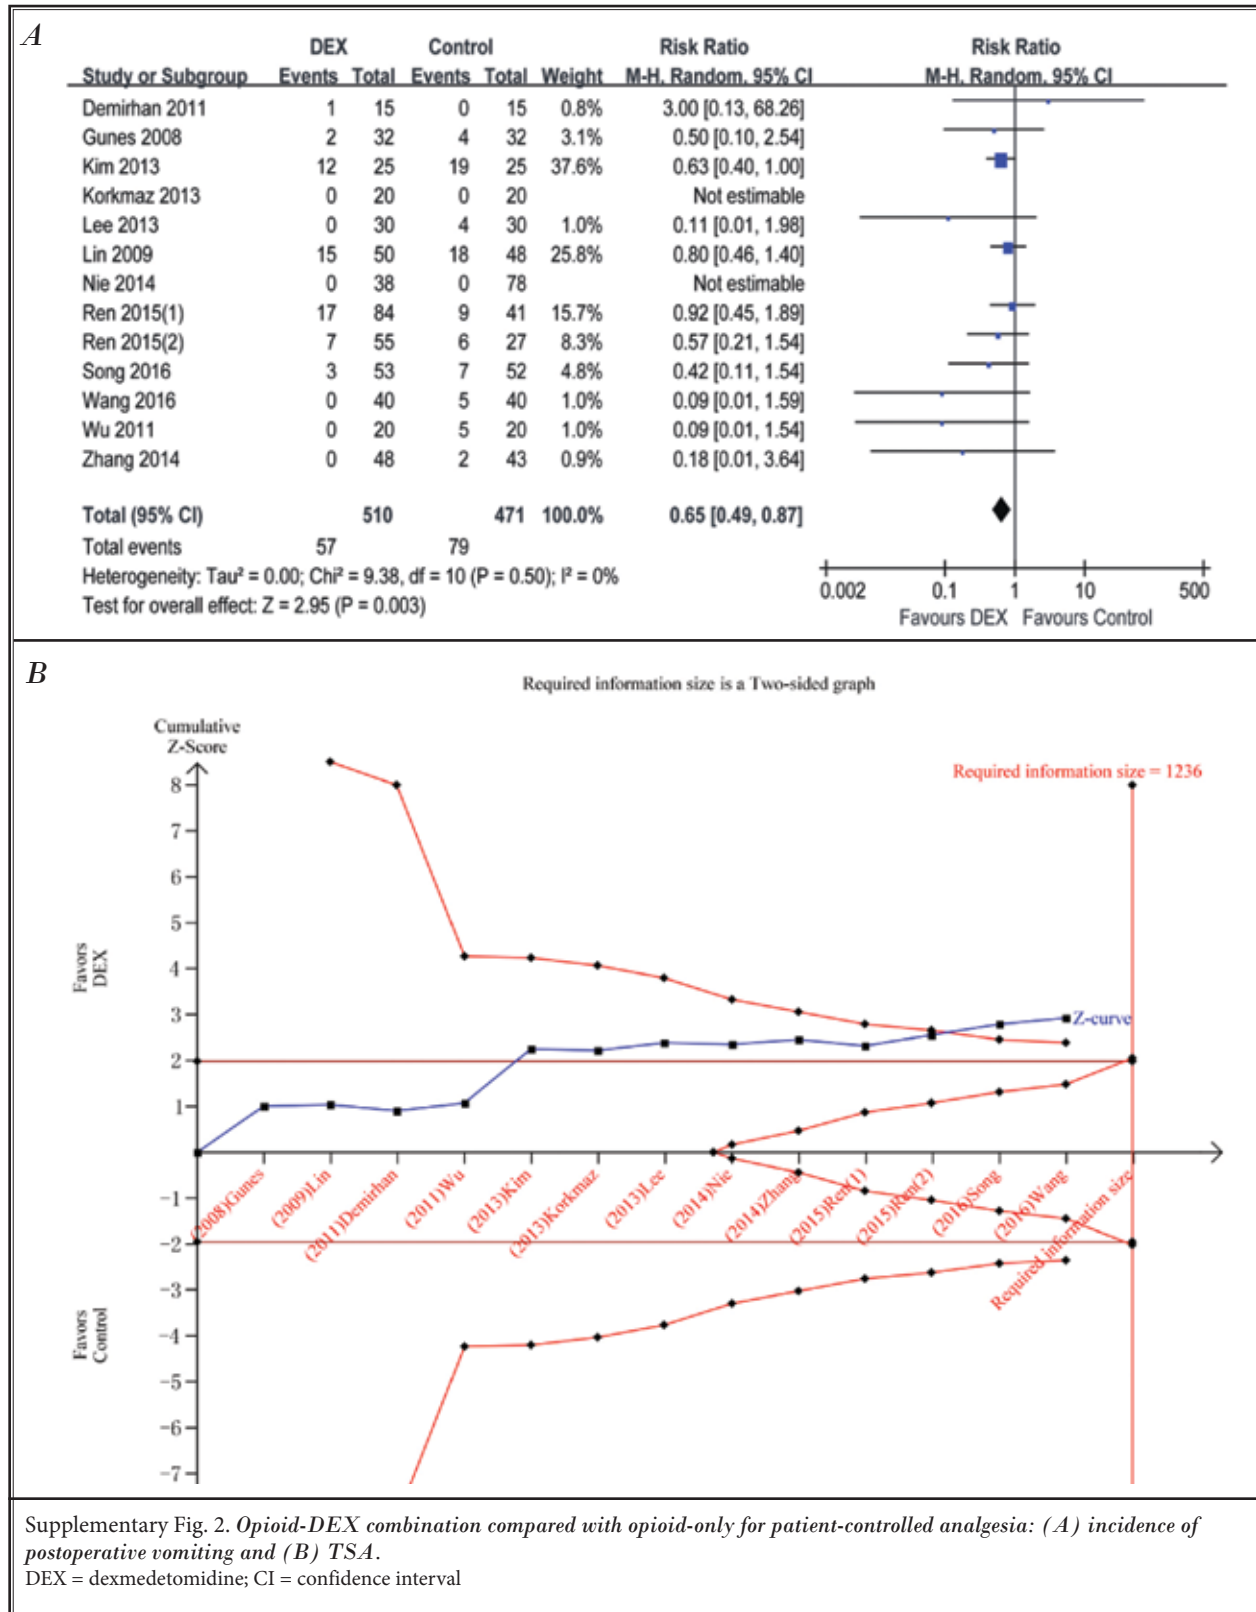 A
DEX Control Risk Ratio Risk Ratio
Study or Subgroup Events Total Events Total Weight M-H. Random. 95% CI M-H. Random. 95% CI
Demirhan 2011 1 15 0 15 0.8% 3.00 [0.13, 68.26]
Gunes 2008 2 32 4 32 3.1% 0.50 [0.10, 2.54]
Kim 2013 12 25 19 25 37.6% 0.63 [0.40, 1.00]
Korkmaz 2013 0 20 0 20 Not estimable
Lee 2013 0 30 4 30 1.0% 0.11 [0.01, 1.98]
Lin 2009 15 50 18 48 25.8% 0.80 [0.46, 1.40]
Nie 2014 0 38 0 78 Not estimable
Ren 2015(1) 17 84 9 41 15.7% 0.92 [0.45, 1.89]
Ren 2015(2) 7 55 6 27 8.3% 0.57 [0.21, 1.54]
Song 2016 3 53 7 52 4.8% 0.42 [0.11, 1.54]
Wang 2016 0 40 5 40 1.0% 0.09 [0.01, 1.59]
Wu 2011 0 20 5 20 1.0% 0.09 [0.01, 1.54]
Zhang 2014 0 48 2 43 0.9% 0.18 [0.01, 3.64]
Total (95% CI) 510 471 100.0% 0.65 [0.49, 0.87]
Total events 57 79
Heterogeneity: Tau² = 0.00; Chi² = 9.38, df = 10 (P = 0.50); I² = 0%
Test for overall effect: Z = 2.95 (P = 0.003)
0.002 0.1 1 10 500
Favours DEX Favours Control
B
Required information size is a Two-sided graph
Cumulative
Z-Score
Required information size = 1236
8
7
6
5
4
3
2
1
-1
-2
-3
-4
-5
-6
-7
Favors
DEX
Favors
Control
Z-curve
(2008)Gunes
(2009)Lin
(2011)Demirhan
(2011)Wu
(2013)Kim
(2013)Korkmaz
(2013)Lee
(2014)Nie
(2014)Zhang
(2015)Ren(1)
(2015)Ren(2)
(2016)Song
(2016)Wang
Required information size
Supplementary Fig. 2. Opioid-DEX combination compared with opioid-only for patient-controlled analgesia: (A) incidence of
postoperative vomiting and (B) TSA.
DEX = dexmedetomidine; CI = confidence interval